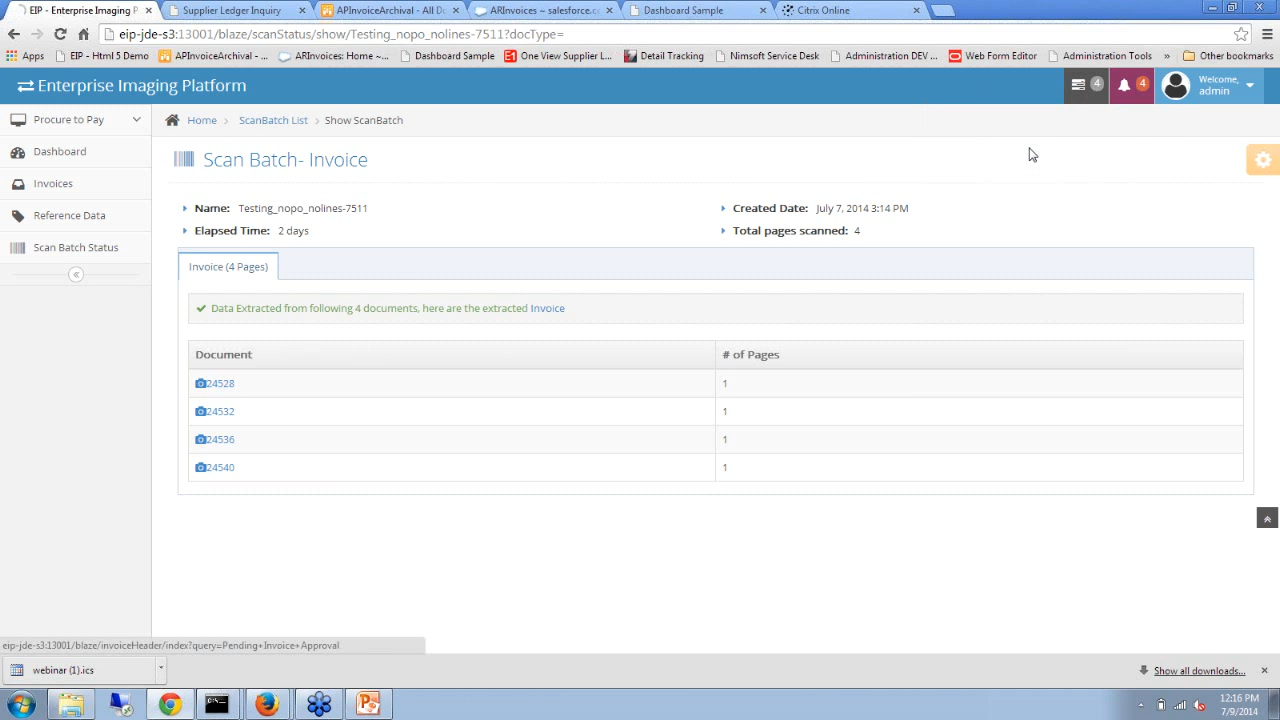 EIP - Enterprise Imaging P
Supplier Ledger Inquiry
APInvoiceArchival - All D
ARInvoices ~ salesforce.c
Dashboard Sample
Citrix Online
eip-jde-s3:13001/blaze/scanStatus/show/Testing_nopo_nolines-7511?docType=
Apps
EIP - Html 5 Demo
APInvoiceArchival - ...
ARInvoices: Home ~...
Dashboard Sample
One View Supplier L...
Detail Tracking
Nimsoft Service Desk
Administration DEV ...
Web Form Editor
Administration Tools
»
Other bookmarks
Enterprise Imaging Platform
4
4
Welcome,
admin
Procure to Pay
Home
ScanBatch List
Show ScanBatch
Dashboard
Scan Batch- Invoice
Invoices
Reference Data
Scan Batch Status
Name: Testing_nopo_nolines-7511
Created Date: July 7, 2014 3:14 PM
Elapsed Time: 2 days
Total pages scanned: 4
Invoice (4 Pages)
Data Extracted from following 4 documents, here are the extracted Invoice
Document
# of Pages
24528
1
24532
1
24536
1
24540
1
eip-jde-s3:13001/blaze/invoiceHeader/index?query=Pending+Invoice+Approval
webinar (1).ics
Show all downloads...
12:16 PM
7/9/2014